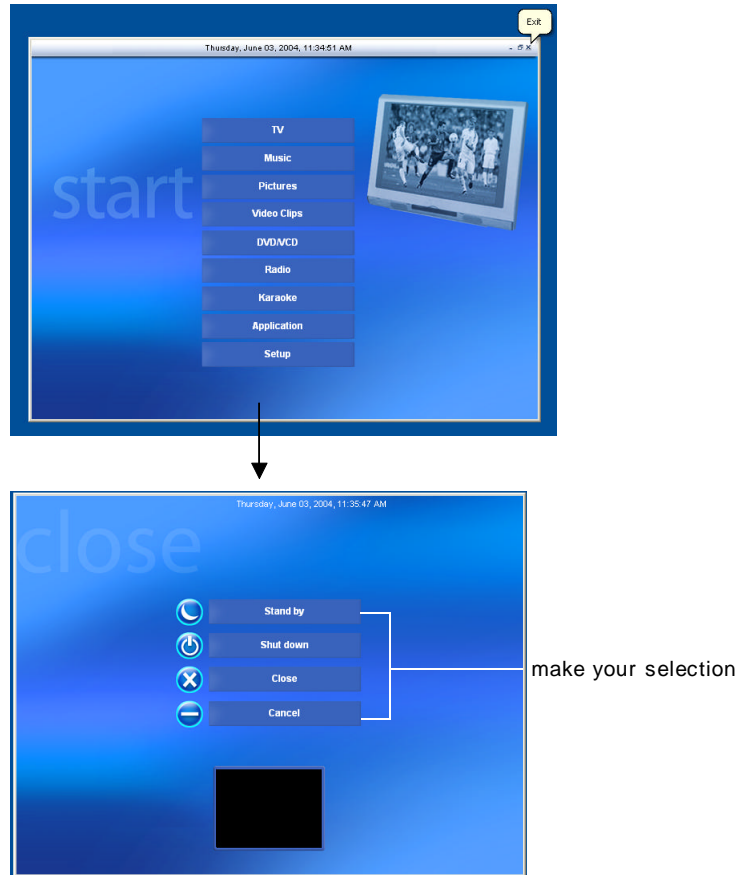 Exit
Thursday, June 03, 2004, 11:34:51 AM
start
TV
Music
Pictures
Video Clips
DVD/VCD
Radio
Karaoke
Application
Setup
Thursday, June 03, 2004, 11:35:47 AM
close
Stand by
Shut down
Close
Cancel
make your selection